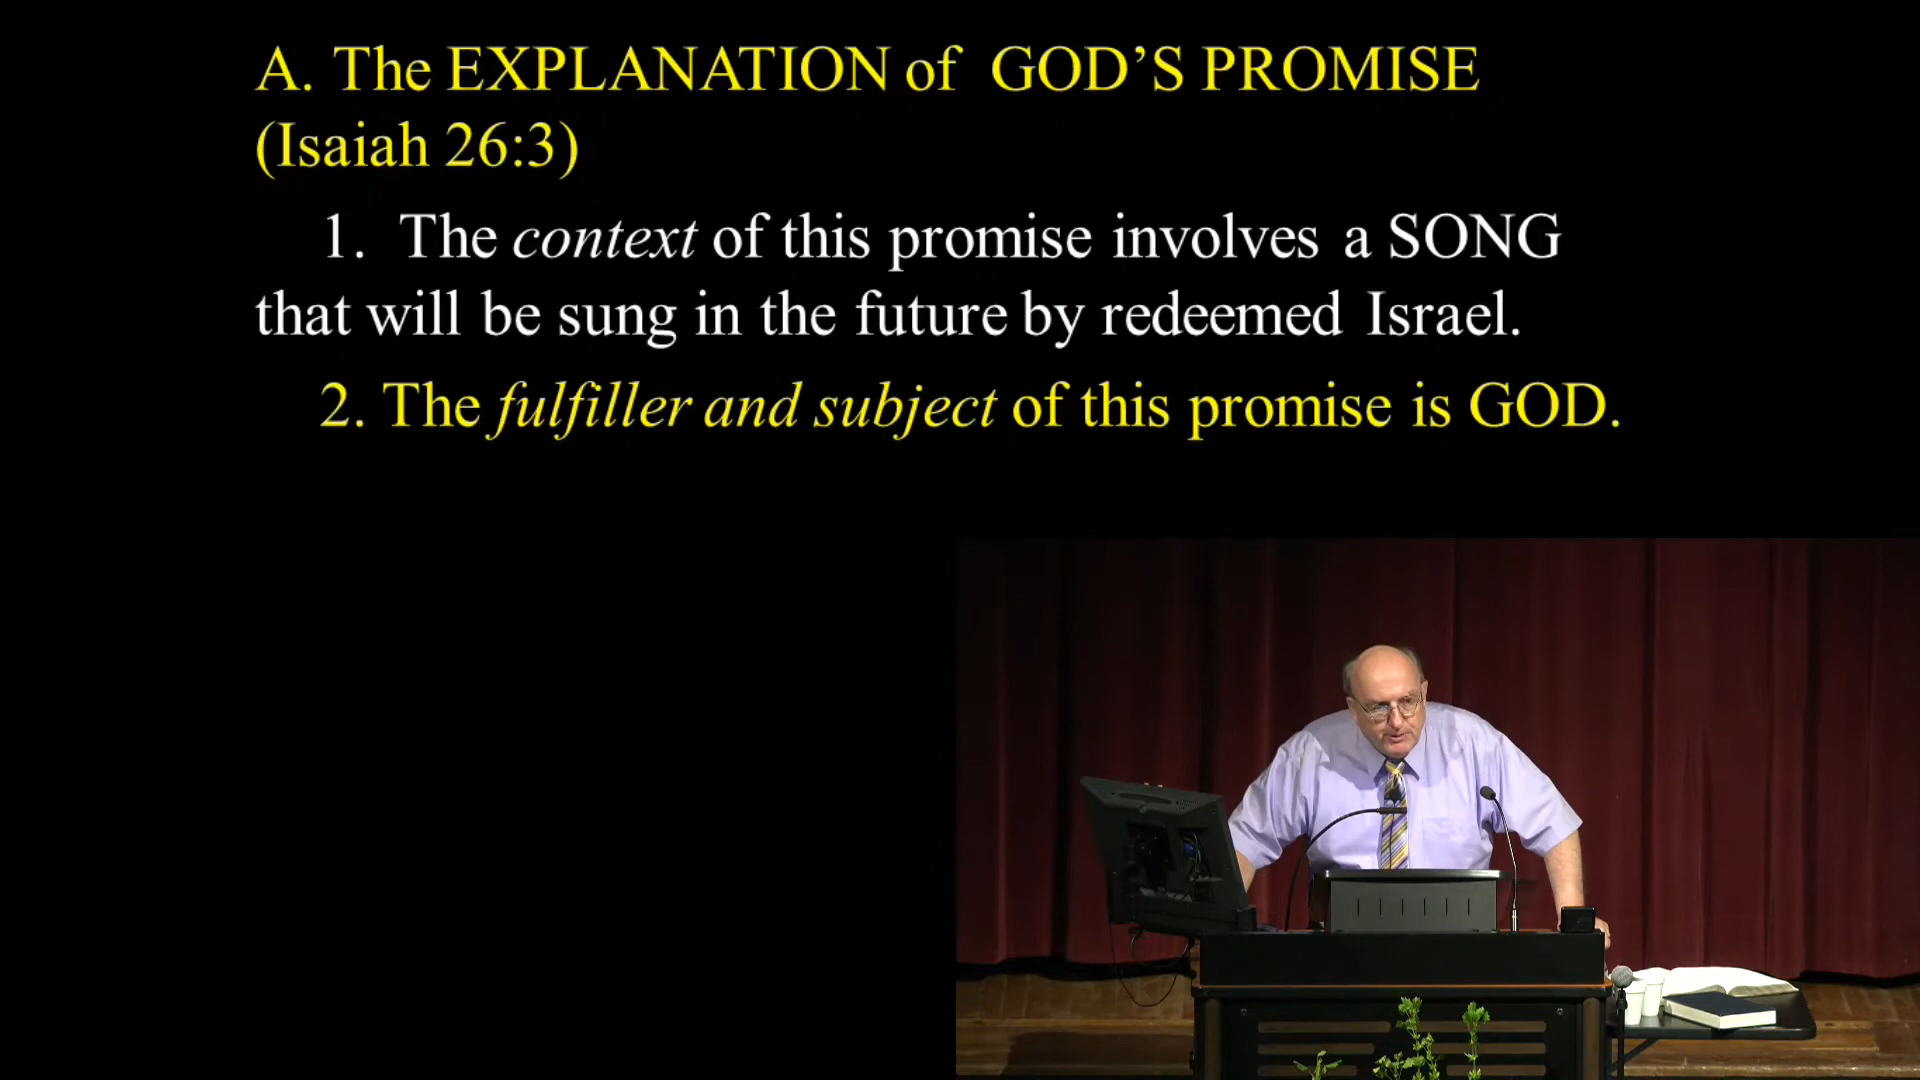 A. The EXPLANATION of GOD’S PROMISE
(Isaiah 26:3)
1. The context of this promise involves a SONG
that will be sung in the future by redeemed Israel.
2. The fulfiller and subject of this promise is GOD.